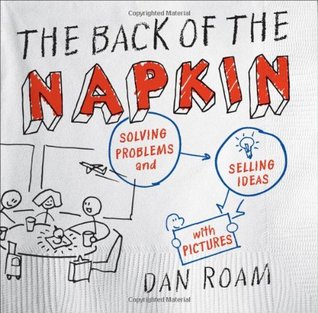 THE BACK OF THE
NAPKIN
SOLVING
PROBLEMS
and
SELLING
IDEAS
with
PICTURES
DAN ROAM